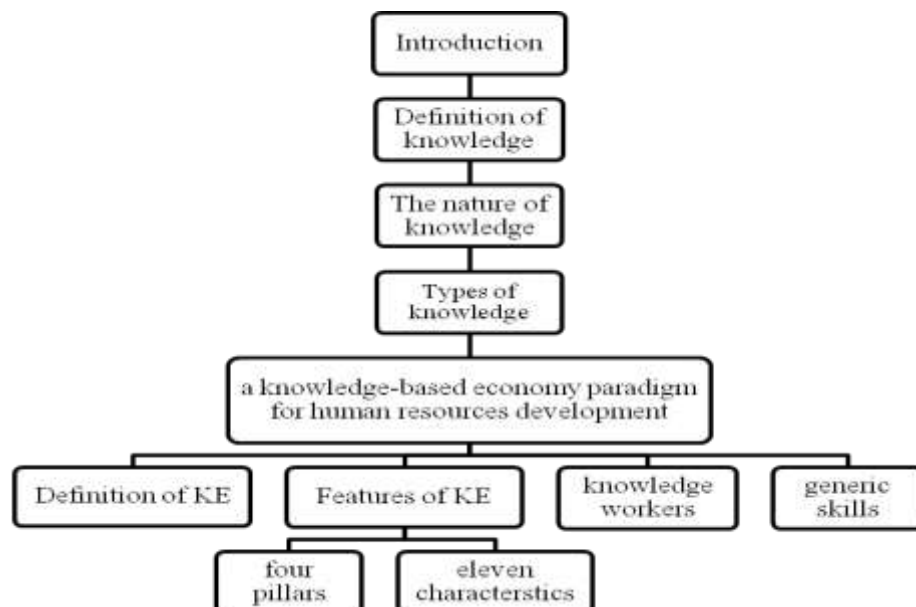 Introduction
Definition of
knowledge
The nature of
knowledge
Types of
knowledge
a knowledge-based economy paradigm
for human resources development
Definition of KE
Features of KE
knowledge
workers
generic
skills
four
pillars
eleven
characterstics